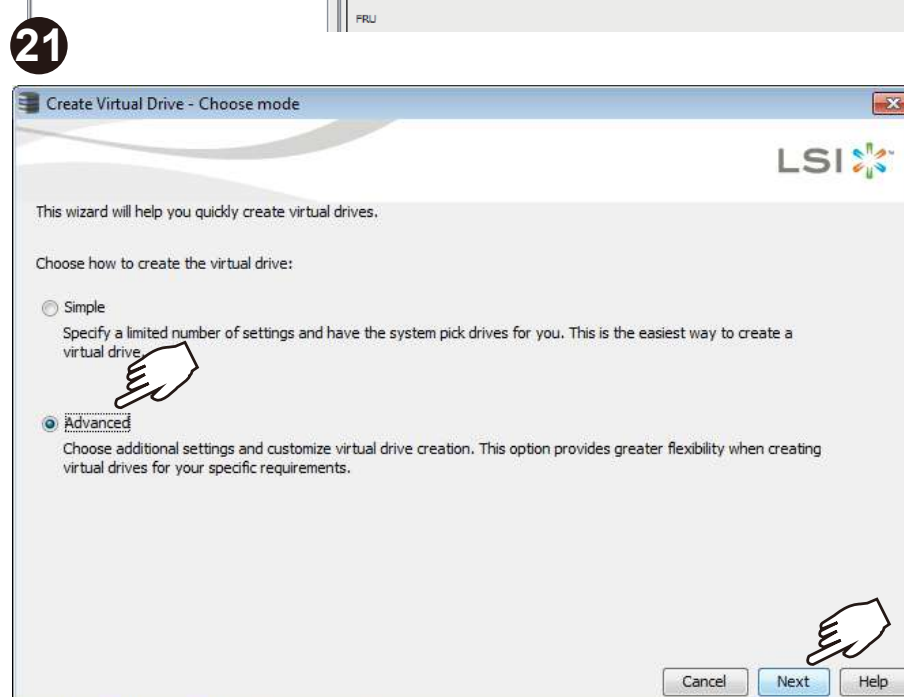 FRU
21
Create Virtual Drive - Choose mode
LSI
This wizard will help you quickly create virtual drives.
Choose how to create the virtual drive:
Simple
Specify a limited number of settings and have the system pick drives for you. This is the easiest way to create a
virtual drive.
Advanced
Choose additional settings and customize virtual drive creation. This option provides greater flexibility when creating
virtual drives for your specific requirements.
Cancel Next Help